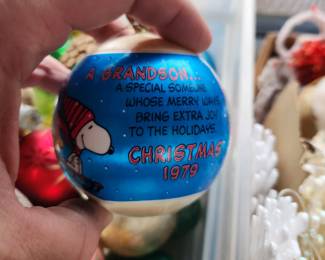 A GRANDSON...
A SPECIAL SOMEONE
WHOSE MERRY WAYS
BRING EXTRA JOY
TO THE HOLIDAYS.
CHRISTMAS
1979